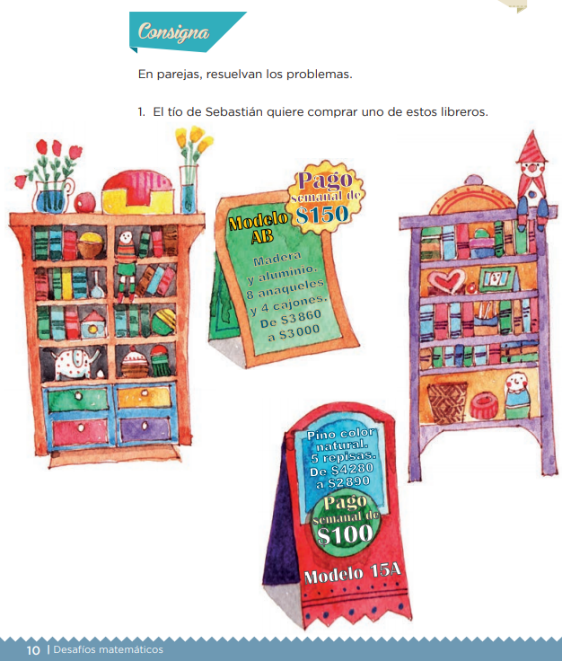 Consigna
En parejas, resuelvan los problemas.
1. El tío de Sebastián quiere comprar uno de estos libreros.
Pago
semanal de
$150
Modelo
AB
Madera
y aluminio.
8 anaqueles
y 4 cajones.
De $3860
a $3000
Pino color
natural.
5 repisas.
De $4280
a $2890
Pago
semanal de
$100
Modelo 15A
10 | Desafíos matemáticos